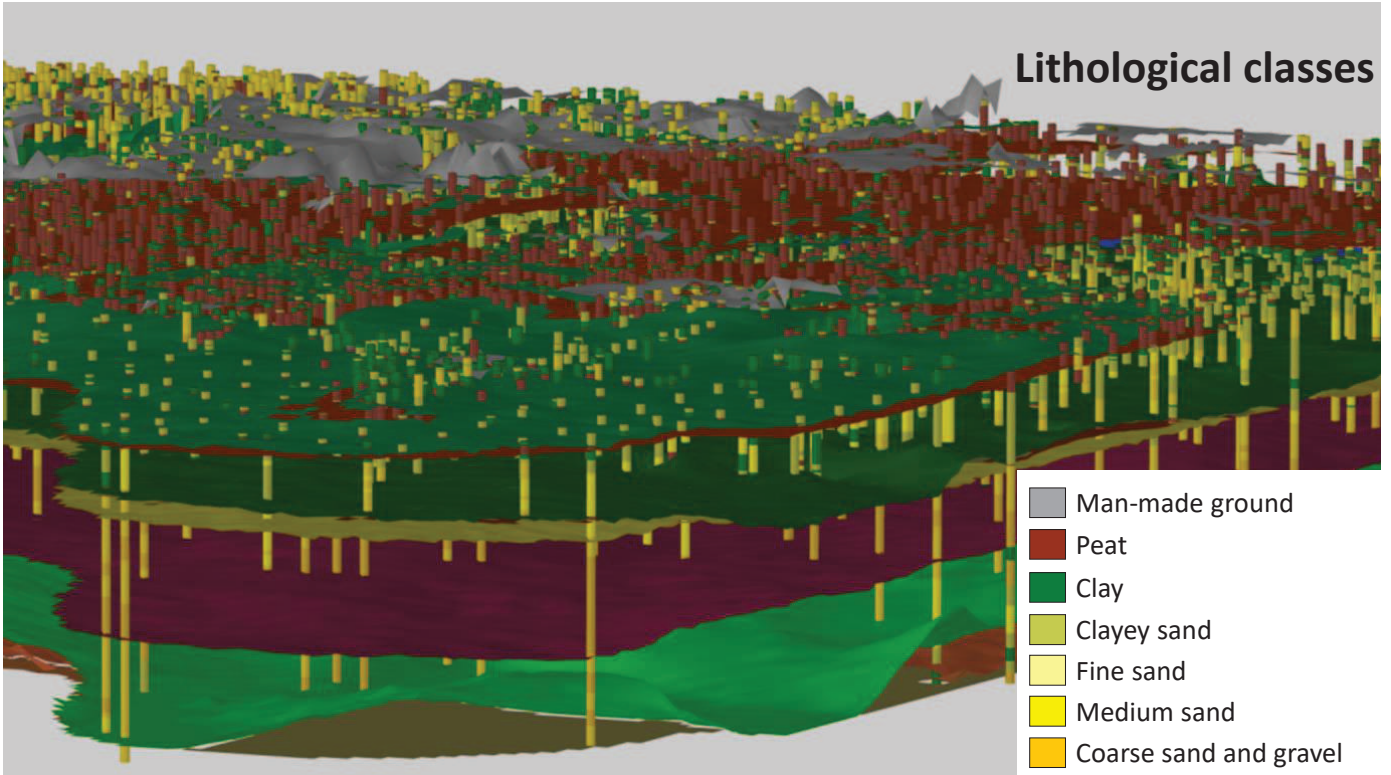 Lithological classes
Man-made ground
Peat
Clay
Clayey sand
Fine sand
Medium sand
Coarse sand and gravel